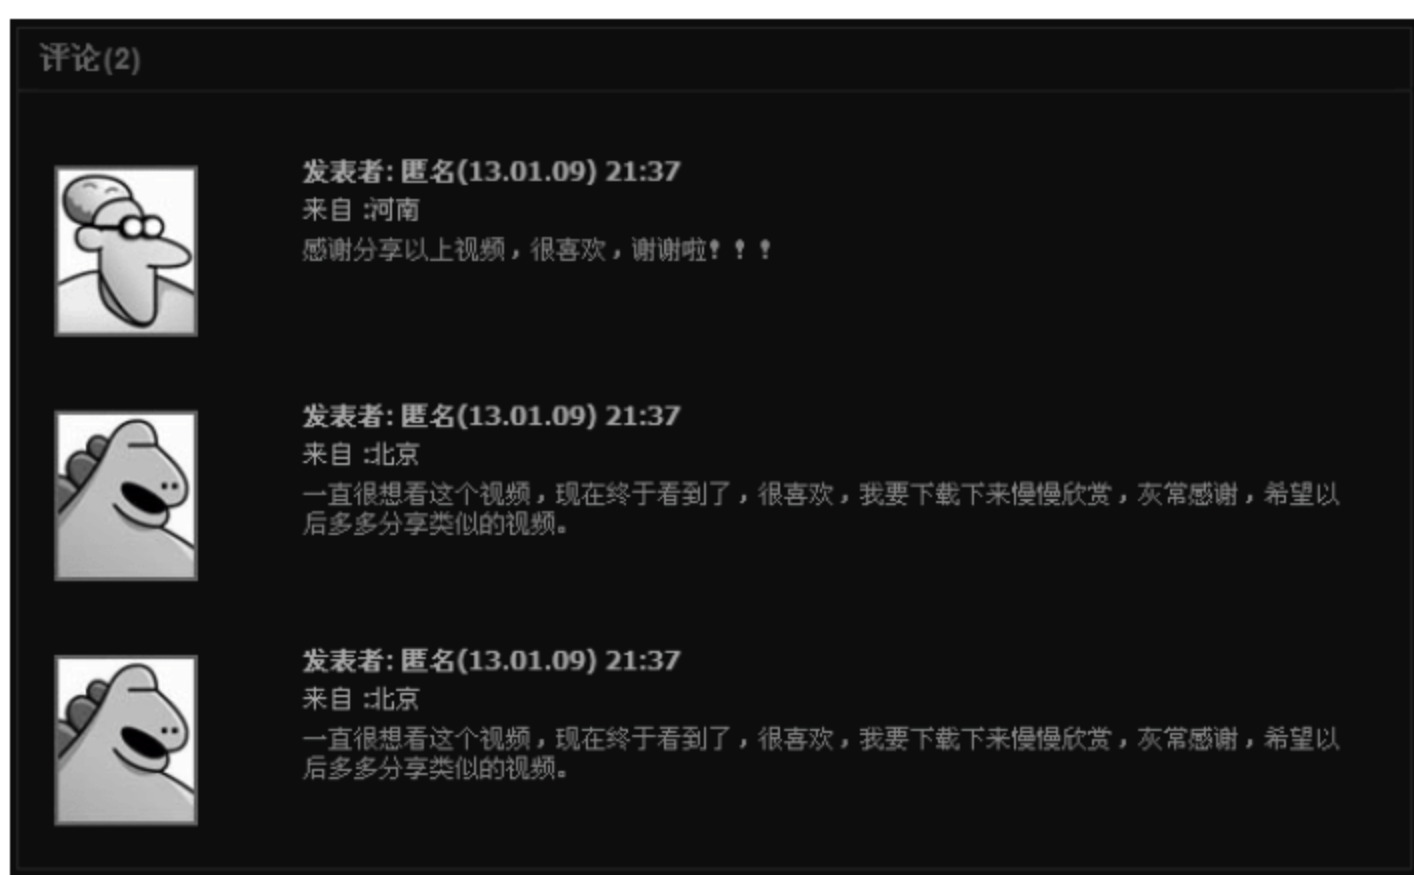 评论(2)
发表者: 匿名(13.01.09) 21:37
来自 :河南
感谢分享以上视频，很喜欢，谢谢啦！！！
发表者: 匿名(13.01.09) 21:37
来自 :北京
一直很想看这个视频，现在终于看到了，很喜欢，我要下载下来慢慢欣赏，灰常感谢，希望以
后多多分享类似的视频。
发表者: 匿名(13.01.09) 21:37
来自 :北京
一直很想看这个视频，现在终于看到了，很喜欢，我要下载下来慢慢欣赏，灰常感谢，希望以
后多多分享类似的视频。